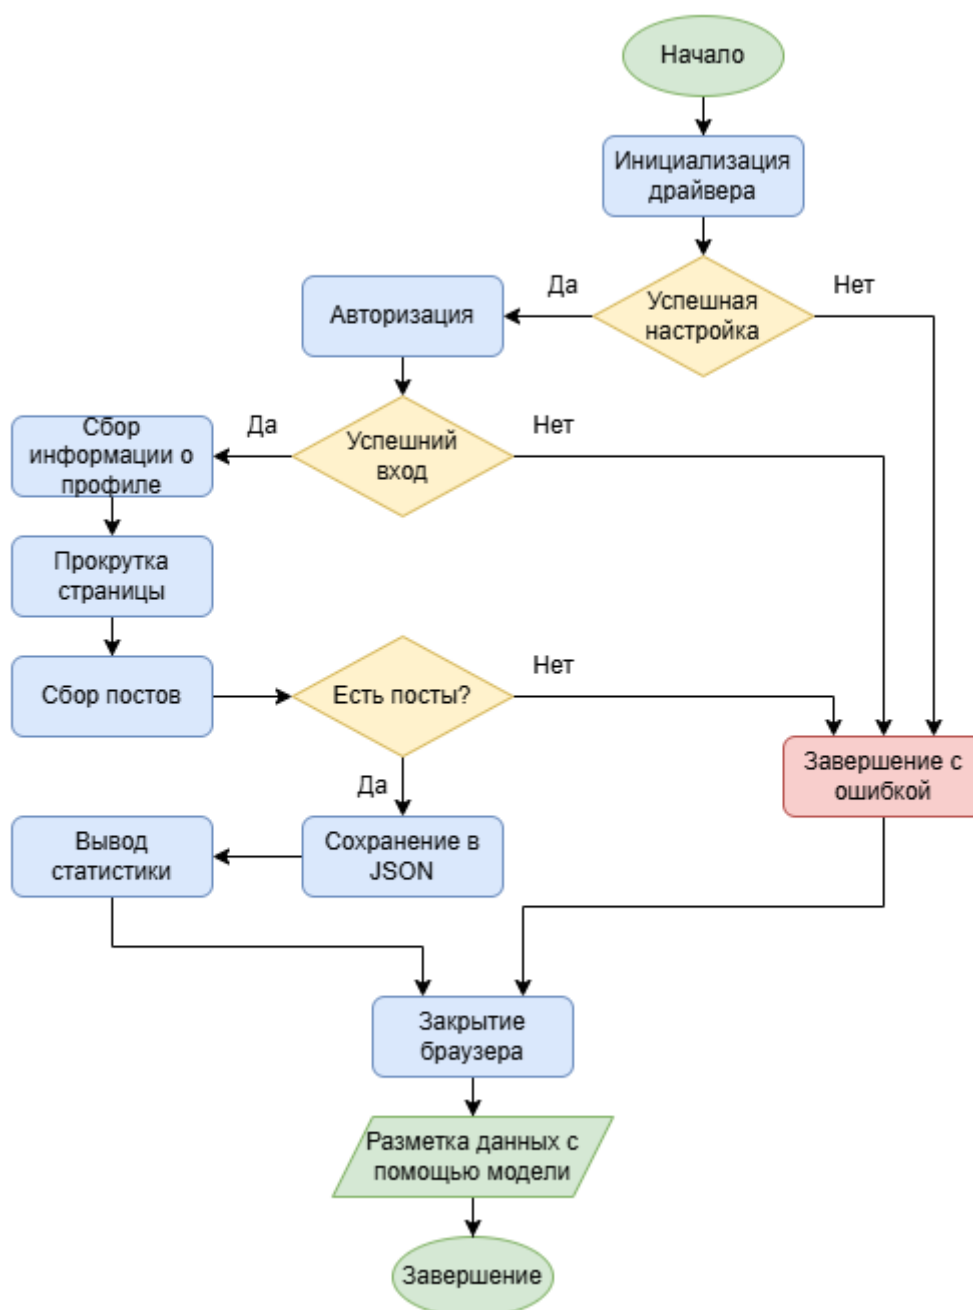 Начало
Инициализация
драйвера
Да
Успешная
настройка
Нет
Авторизация
Да
Успешний
вход
Нет
Сбор
информации о
профиле
Прокрутка
страницы
Сбор постов
Есть посты?
Нет
Да
Завершение с
ошибкой
Вывод
статистики
Сохранение в
JSON
Закрытие
браузера
Разметка данных с
помощью модели
Завершение